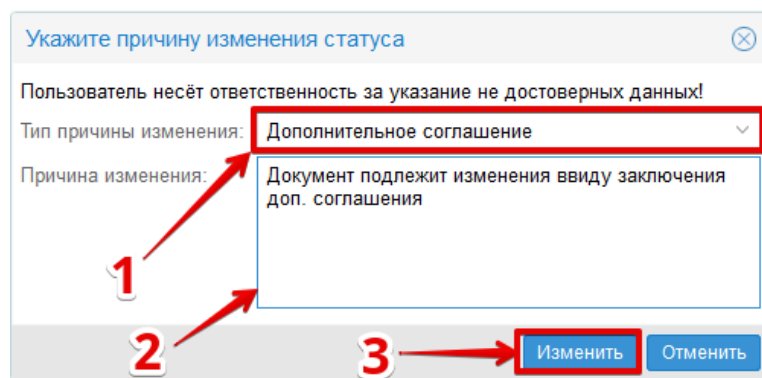 Укажите причину изменения статуса
Пользователь несёт ответственность за указание не достоверных данных!
Тип причины изменения: Дополнительное соглашение
Причина изменения: Документ подлежит изменения ввиду заключения
доп. соглашения
1
2
3
Изменить Отменить